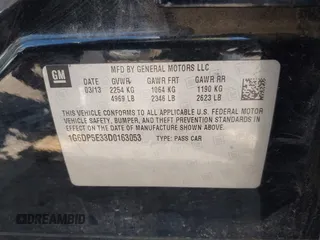 GM
MFD BY GENERAL MOTORS LLC
DATE GVWR GAWR FRT GAWR RR
03/13 2254 KG 1064 KG 1190 KG
4969 LB 2346 LB 2623 LB
THIS VEHICLE CONFORMS TO ALL APPLICABLE U.S. FEDERAL MOTOR
VEHICLE SAFETY, BUMPER, AND THEFT PREVENTION STANDARDS IN
EFFECT ON THE DATE OF MANUFACTURE SHOWN ABOVE.
1G6DP5E33D0163053 TYPE: PASS CAR
DREAMBID